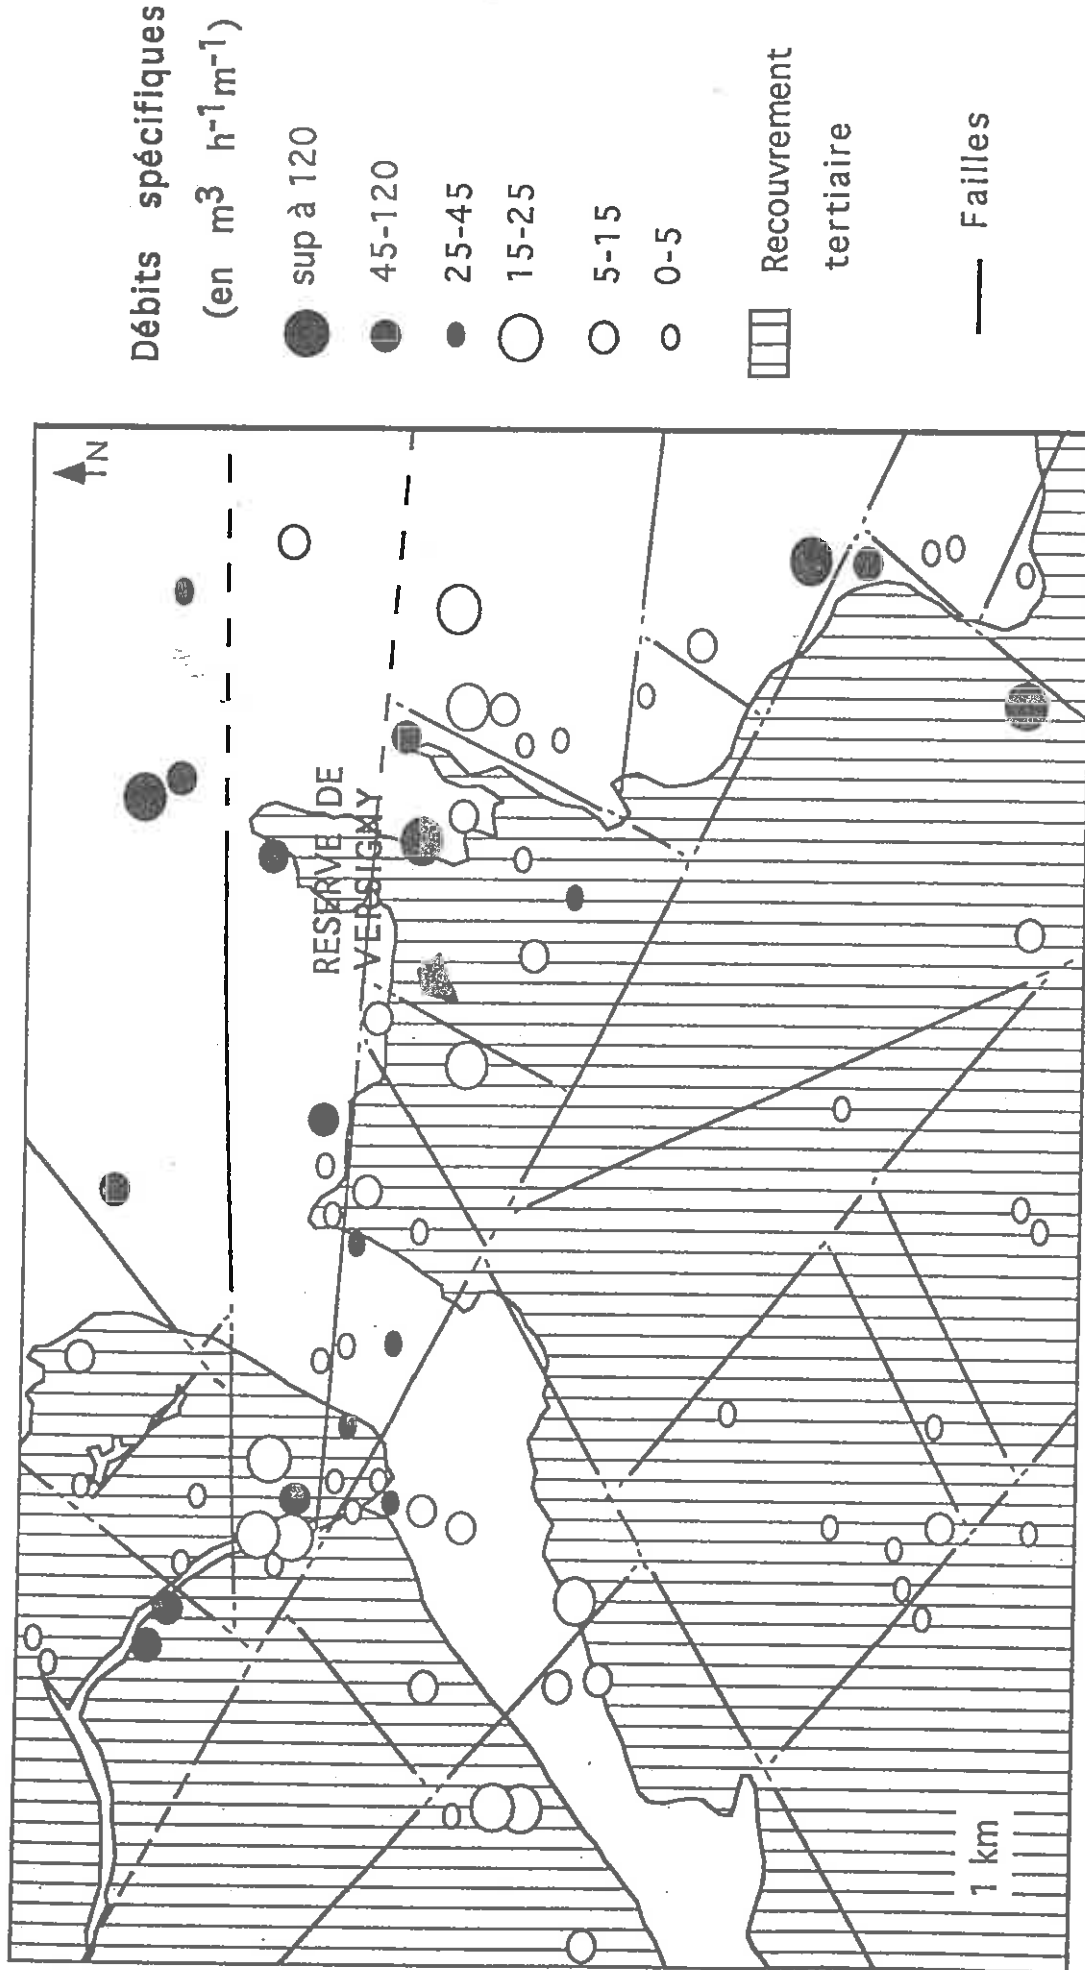 Débits spécifiques
(en m³ h⁻¹m⁻¹)
sup à 120
45-120
25-45
15-25
5-15
0-5
Recouvrement
tertiaire
Failles
N
RESERVE DE
VERSIGNY
1 km